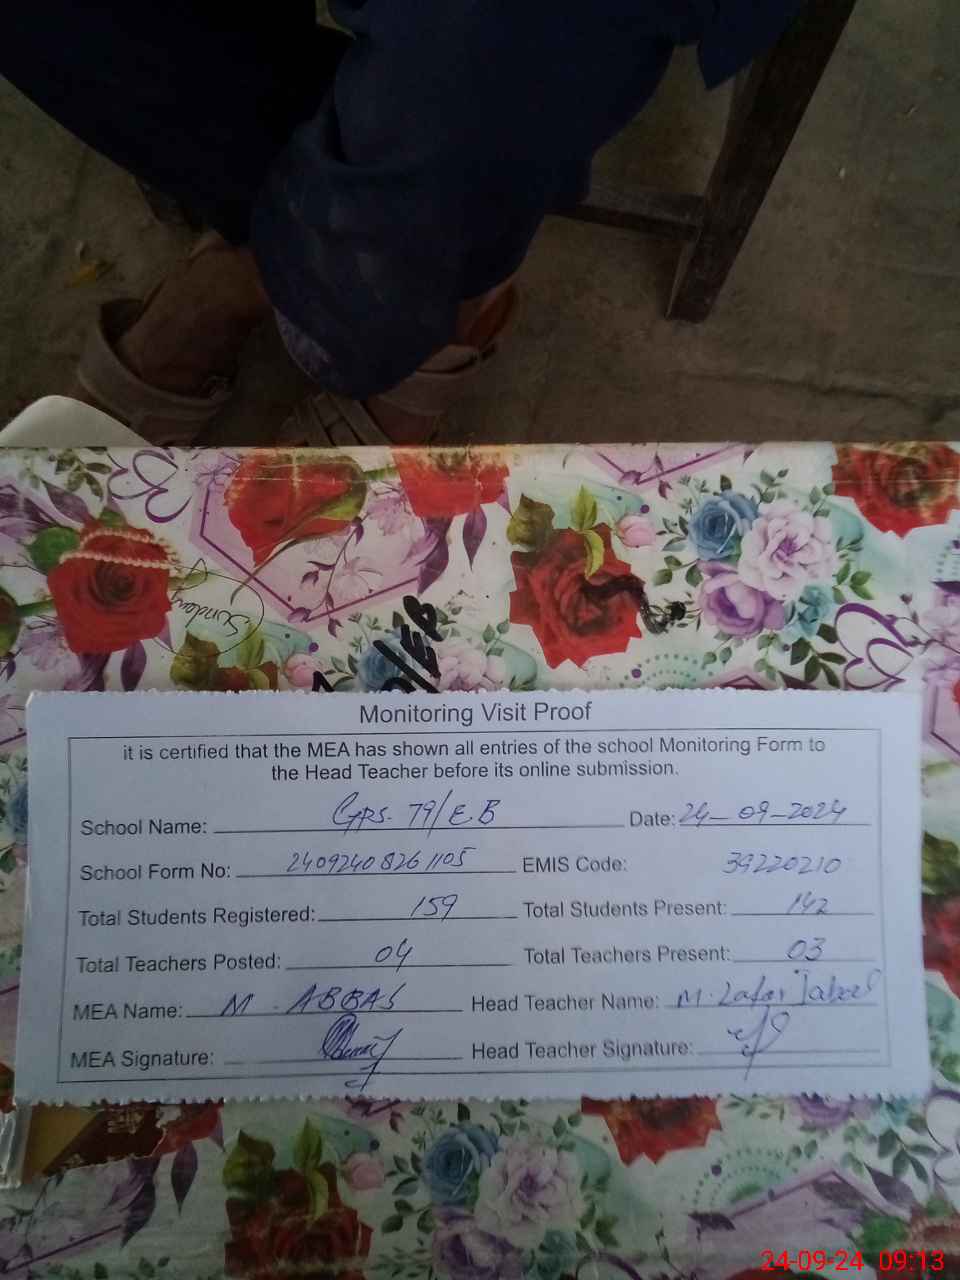 Sunday
Monitoring Visit Proof
it is certified that the MEA has shown all entries of the school Monitoring Form to
the Head Teacher before its online submission.
School Name: GPS. 79/E.B Date: 24-09-2024
School Form No: 24092408261105 EMIS Code: 39220210
Total Students Registered: 159 Total Students Present: 142
Total Teachers Posted: 04 Total Teachers Present: 03
MEA Name: M. ABBAS Head Teacher Name: M. Zafar Iqbal
MEA Signature: Head Teacher Signature:
24-09-24 09:13